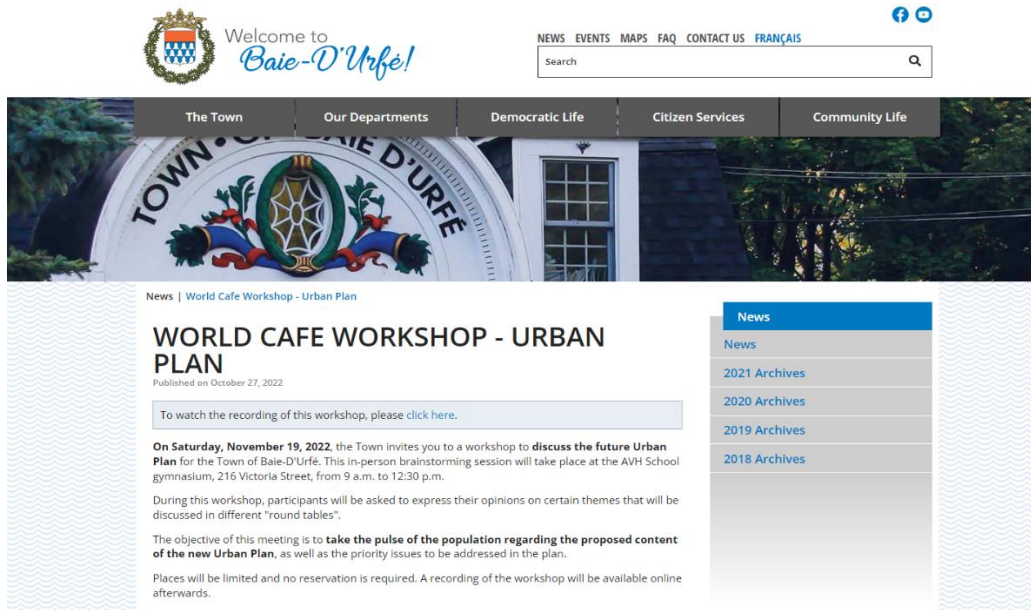 Welcome to
Baie-D'Urfé!
NEWS EVENTS MAPS FAQ CONTACT US FRANÇAIS
Search
The Town Our Departments Democratic Life Citizen Services Community Life
TOWN OF BAIE D'URFÉ
News | World Cafe Workshop - Urban Plan
WORLD CAFE WORKSHOP - URBAN
PLAN
Published on October 27, 2022
To watch the recording of this workshop, please click here.
On Saturday, November 19, 2022, the Town invites you to a workshop to discuss the future Urban
Plan for the Town of Baie-D'Urfé. This in-person brainstorming session will take place at the AVH School
gymnasium, 216 Victoria Street, from 9 a.m. to 12:30 p.m.
During this workshop, participants will be asked to express their opinions on certain themes that will be
discussed in different "round tables".
The objective of this meeting is to take the pulse of the population regarding the proposed content
of the new Urban Plan, as well as the priority issues to be addressed in the plan.
Places will be limited and no reservation is required. A recording of the workshop will be available online
afterwards.
News
News
2021 Archives
2020 Archives
2019 Archives
2018 Archives